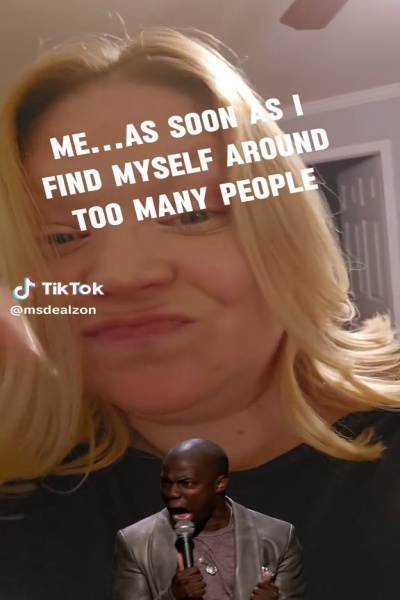 ME...AS SOON AS I
FIND MYSELF AROUND
TOO MANY PEOPLE
TikTok
@msdealzon